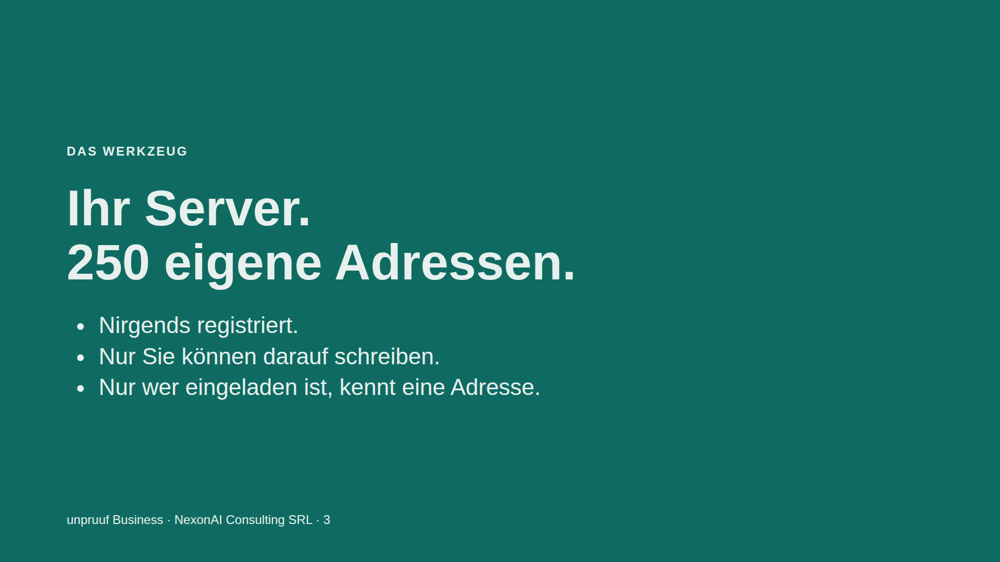 DAS WERKZEUG
Ihr Server.
250 eigene Adressen.
• Nirgends registriert.
• Nur Sie können darauf schreiben.
• Nur wer eingeladen ist, kennt eine Adresse.
unpruuf Business · NexonAI Consulting SRL · 3